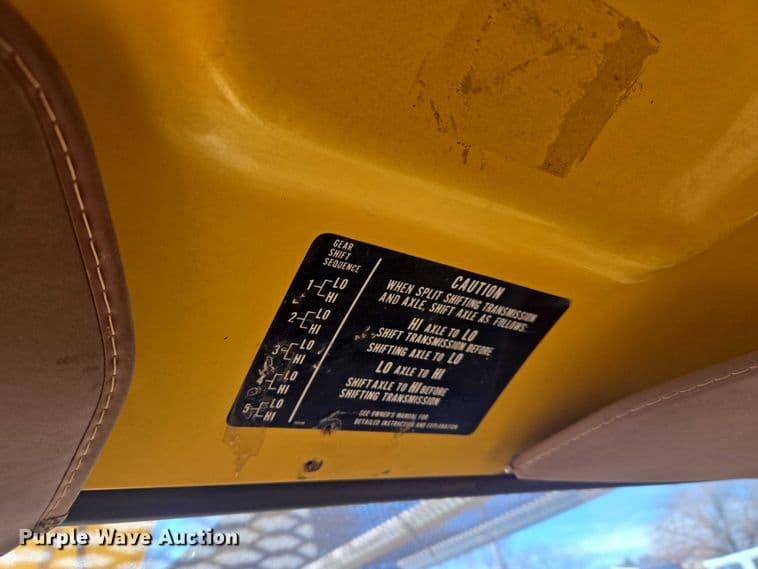 GEAR
SHIFT
SEQUENCE
1 LO
HI
2 LO
HI
3 LO
HI
4 LO
HI
5 LO
HI
CAUTION
WHEN SPLIT SHIFTING TRANSMISSION
AND AXLE, SHIFT AXLE AS FOLLOWS...
HI AXLE TO LO
SHIFT TRANSMISSION BEFORE
SHIFTING AXLE TO LO
LO AXLE TO HI
SHIFT AXLE TO HI BEFORE
SHIFTING TRANSMISSION
SEE OWNER'S MANUAL FOR
DETAILED INSTRUCTION AND EXPLANATION
Purple Wave Auction